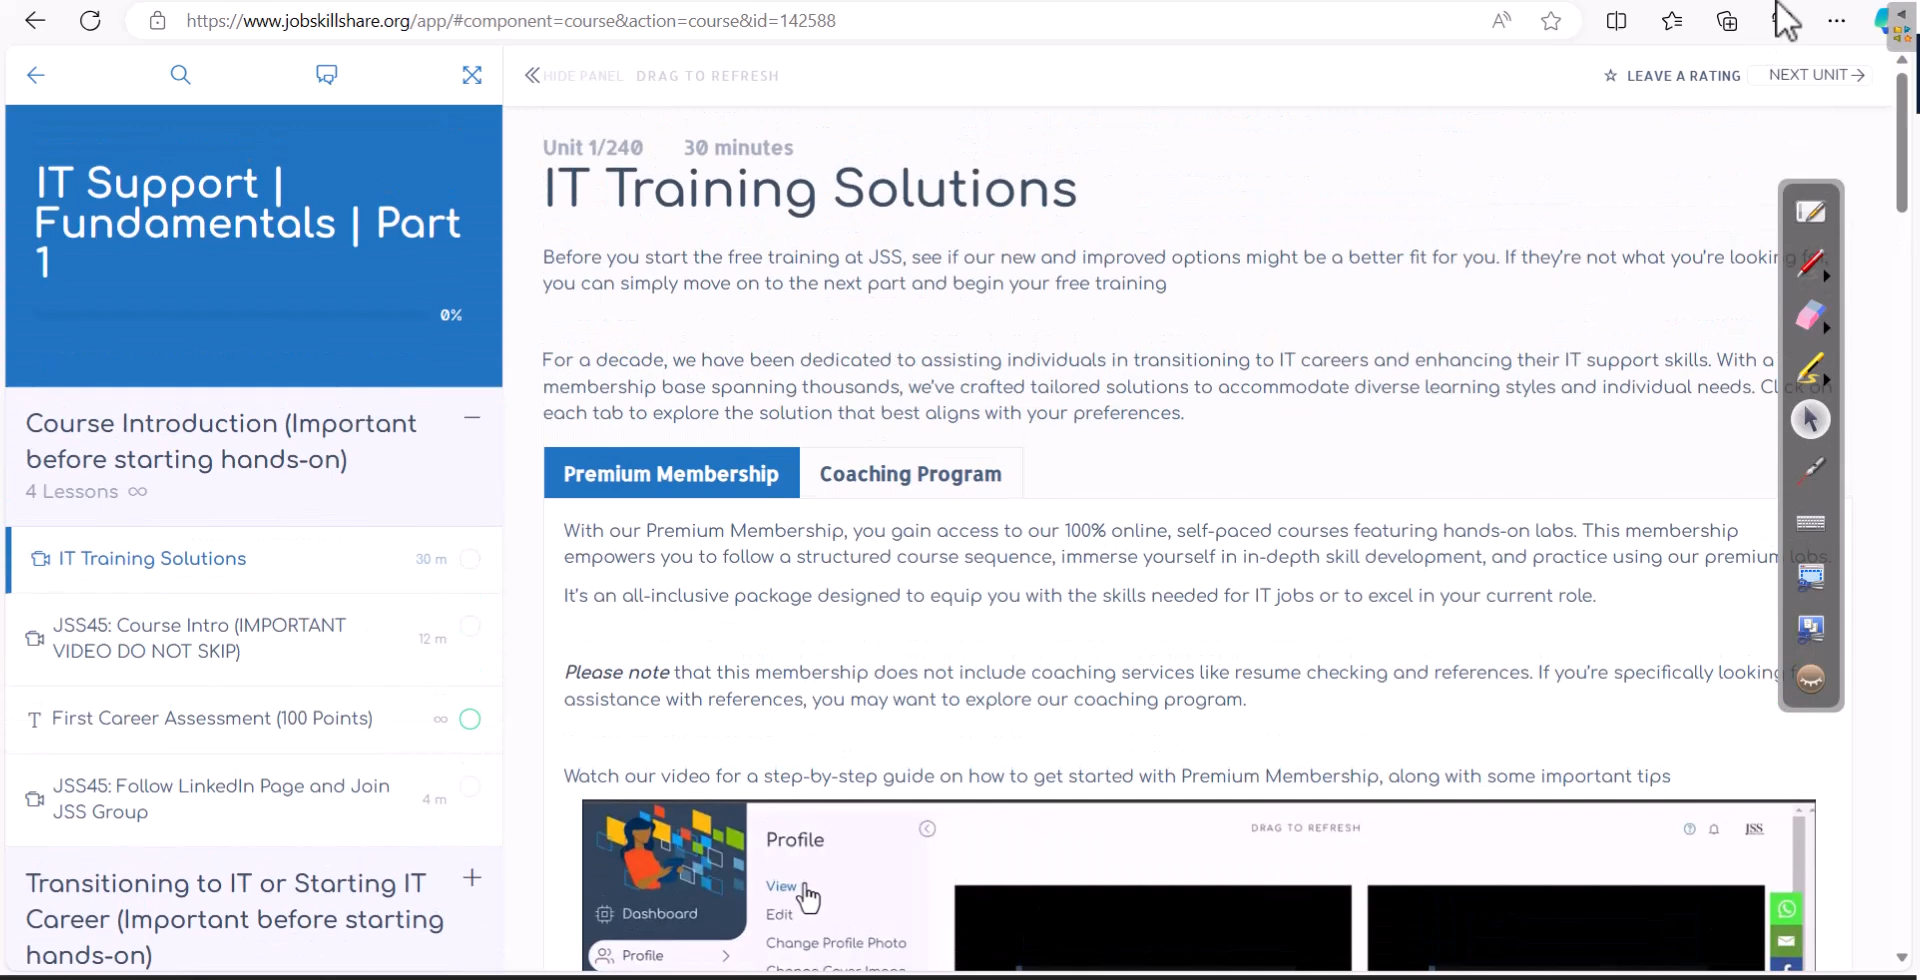 https://www.jobskillshare.org/app/#component=course&action=course&id=142588
HIDE PANEL DRAG TO REFRESH
LEAVE A RATING NEXT UNIT
IT Support |
Fundamentals | Part
1
0%
Course Introduction (Important
before starting hands-on)
4 Lessons ∞
IT Training Solutions 30 m
JSS45: Course Intro (IMPORTANT
VIDEO DO NOT SKIP)
12 m
First Career Assessment (100 Points) ∞
JSS45: Follow LinkedIn Page and Join
JSS Group
4 m
Transitioning to IT or Starting IT
Career (Important before starting
hands-on)
Unit 1/240 30 minutes
IT Training Solutions
Before you start the free training at JSS, see if our new and improved options might be a better fit for you. If they're not what you're looking
you can simply move on to the next part and begin your free training
For a decade, we have been dedicated to assisting individuals in transitioning to IT careers and enhancing their IT support skills. With a
membership base spanning thousands, we've crafted tailored solutions to accommodate diverse learning styles and individual needs. Click on
each tab to explore the solution that best aligns with your preferences.
Premium Membership Coaching Program
With our Premium Membership, you gain access to our 100% online, self-paced courses featuring hands-on labs. This membership
empowers you to follow a structured course sequence, immerse yourself in in-depth skill development, and practice using our premium labs.
It's an all-inclusive package designed to equip you with the skills needed for IT jobs or to excel in your current role.
Please note that this membership does not include coaching services like resume checking and references. If you're specifically looking
assistance with references, you may want to explore our coaching program.
Watch our video for a step-by-step guide on how to get started with Premium Membership, along with some important tips
Profile
DRAG TO REFRESH
JSS
View
Dashboard
Edit
Change Profile Photo
Profile
Change Cover Image